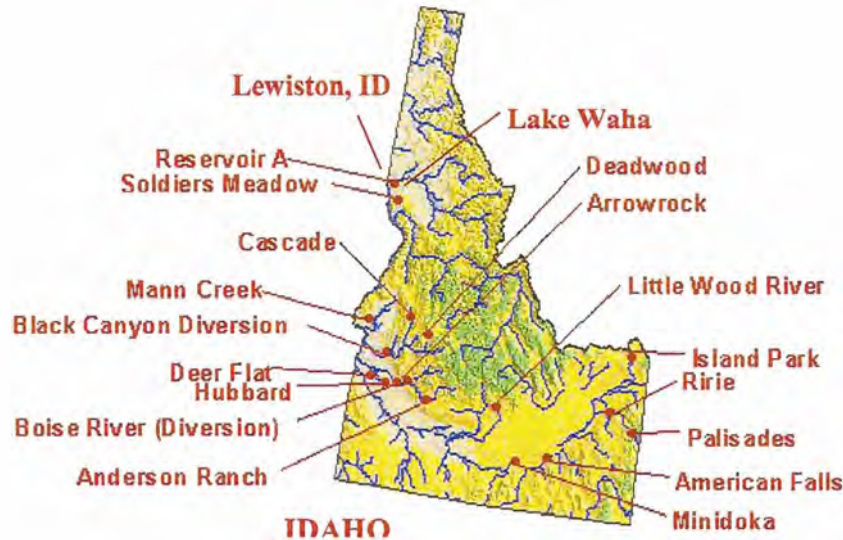 Lewiston, ID
Lake Waha
Reservoir A
Soldiers Meadow
Deadwood
Arrowrock
Cascade
Little Wood River
Mann Creek
Black Canyon Diversion
Island Park
Deer Flat
Ririe
Hubbard
Boise River (Diversion)
Palisades
Anderson Ranch
American Falls
Minidoka
IDAHO